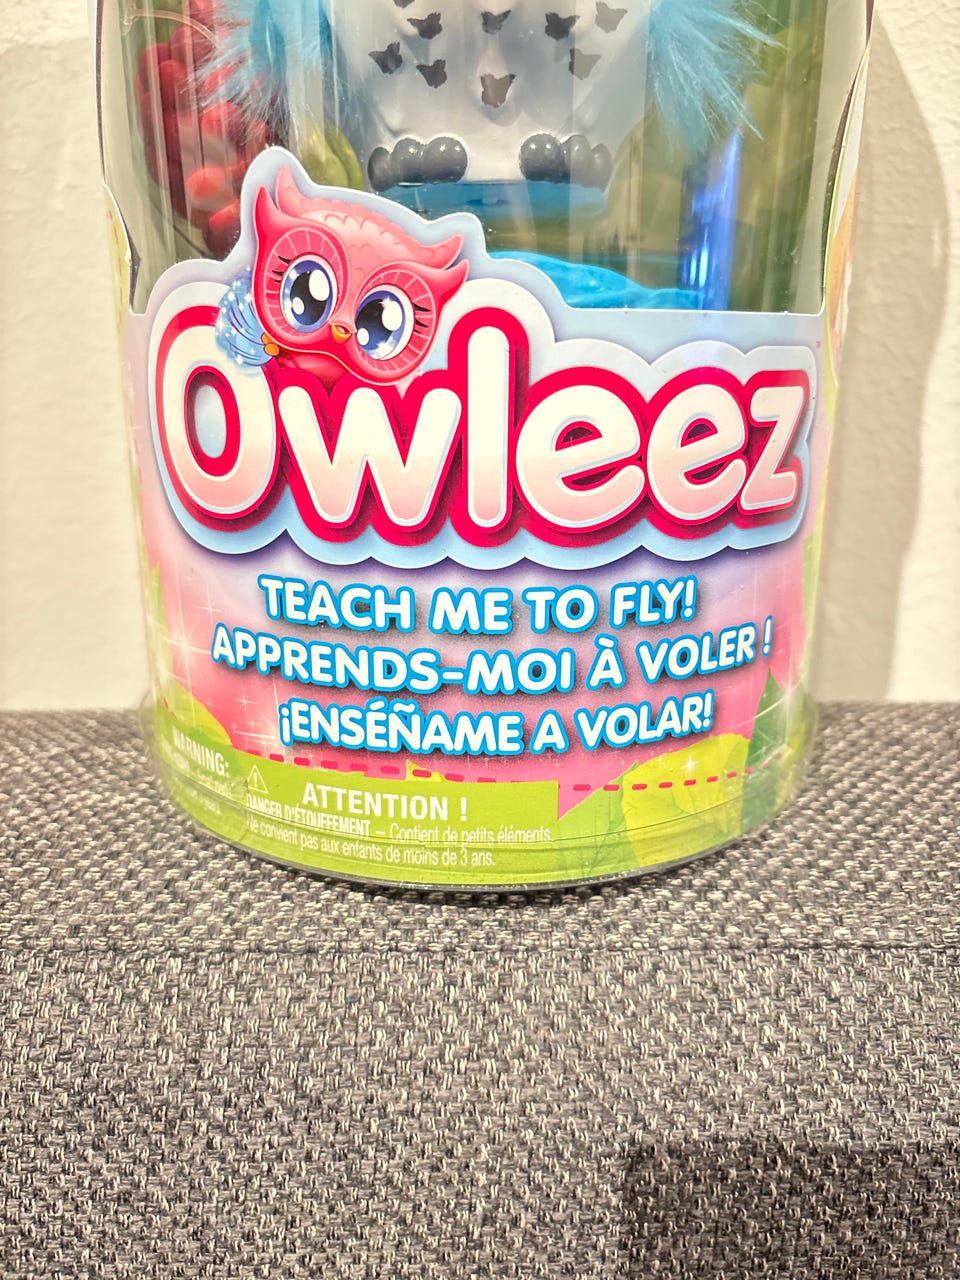 Owleez
TEACH ME TO FLY!
APPRENDS-MOI À VOLER !
¡ENSÉÑAME A VOLAR!
WARNING:
ATTENTION !
DANGER D'ÉTOUFFEMENT – Contient de petits éléments.
Ne convient pas aux enfants de moins de 3 ans.